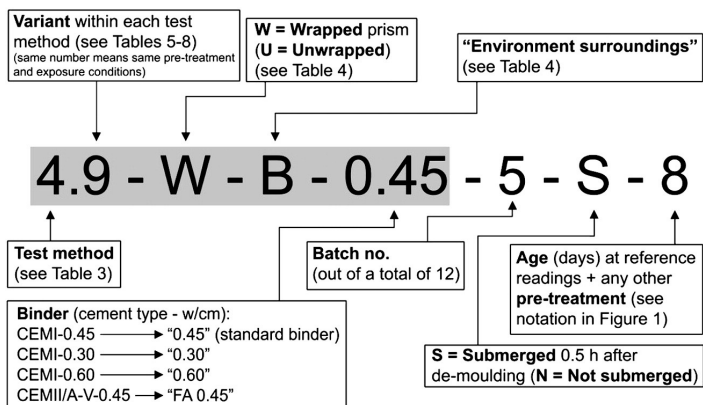 Variant within each test
method (see Tables 5-8)
(same number means same pre-treatment
and exposure conditions)
W = Wrapped prism
(U = Unwrapped)
(see Table 4)
“Environment surroundings”
(see Table 4)
4.9 - W - B - 0.45 - 5 - S - 8
Test method
(see Table 3)
Batch no.
(out of a total of 12)
Age (days) at reference
readings + any other
pre-treatment (see
notation in Figure 1)
Binder (cement type - w/cm):
CEMI-0.45 “0.45” (standard binder)
CEMI-0.30 “0.30”
CEMI-0.60 “0.60”
CEMII/A-V-0.45 “FA 0.45”
S = Submerged 0.5 h after
de-moulding (N = Not submerged)